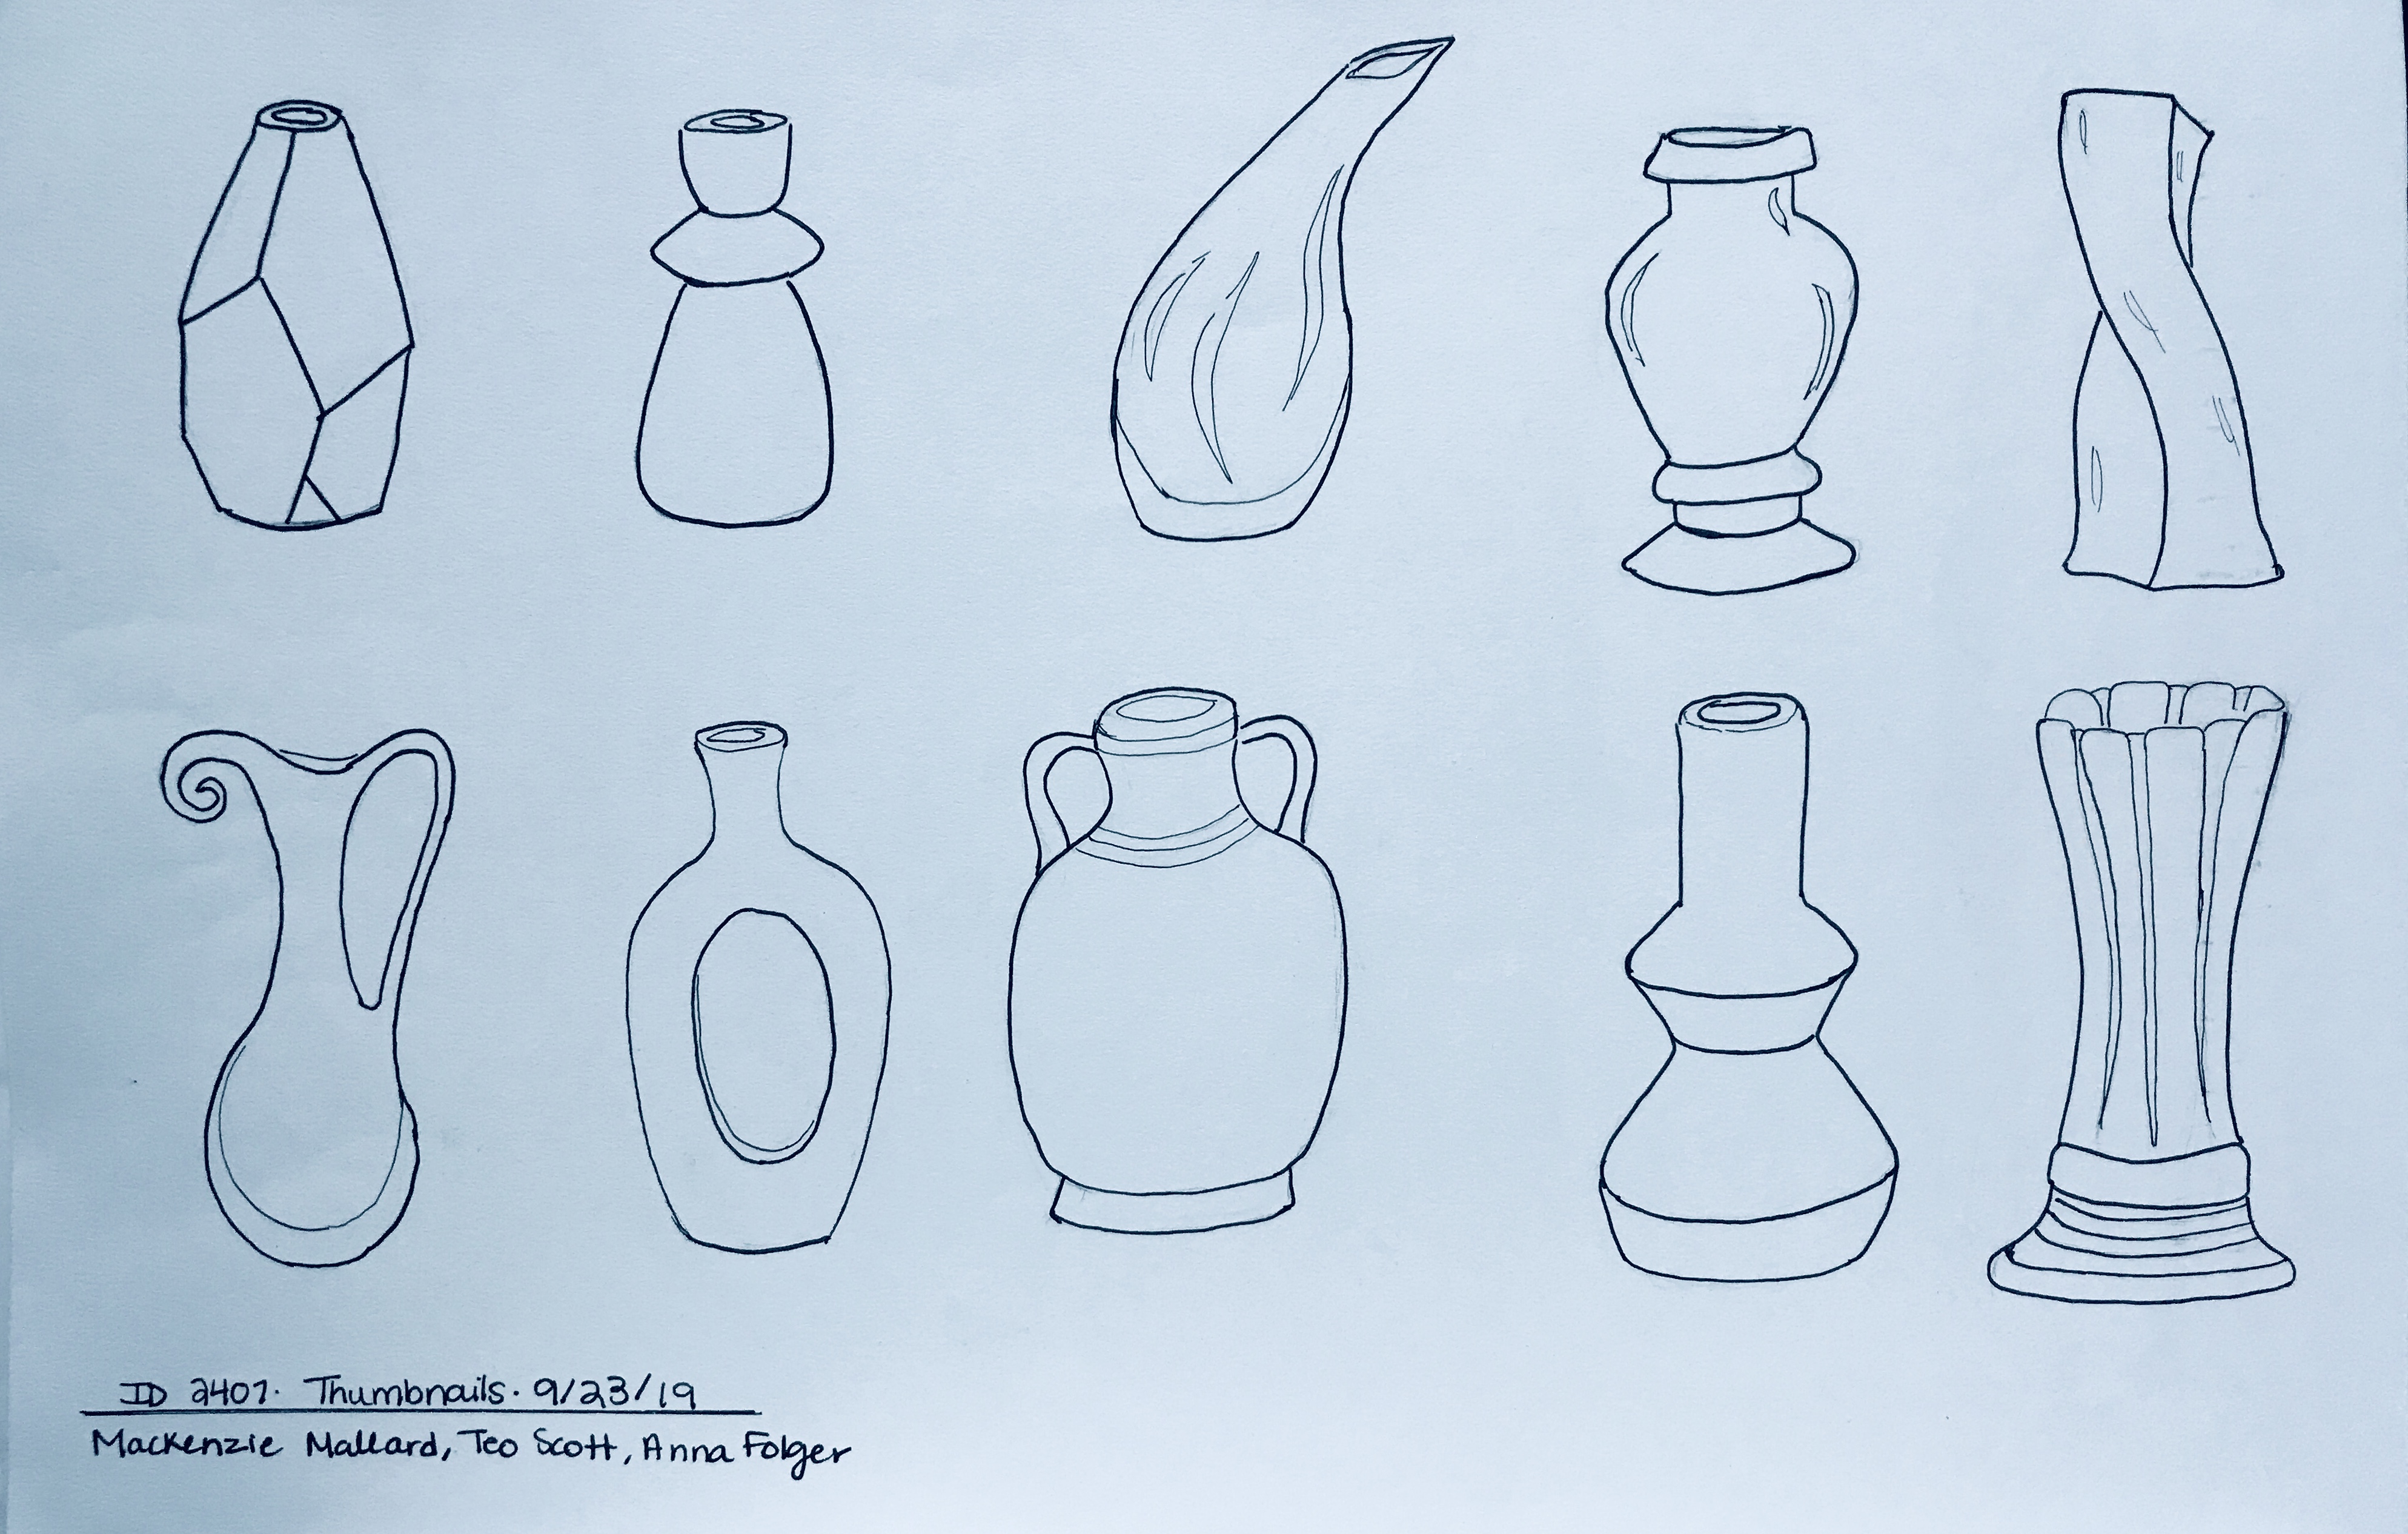 ID 2407. Thumbnails. 9/23/19
Mackenzie Mallard, Teo Scott, Anna Folger